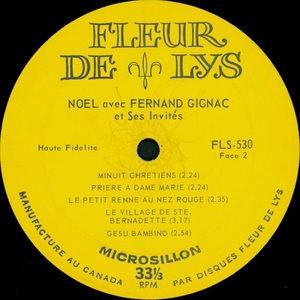 FLEUR
DE LYS
NOEL avec FERNAND GIGNAC
et Ses Invités
Haute Fidelite
FLS-530
Face 2
MINUIT CHRETIENS (2,24)
PRIERE A DAME MARIE (2,24)
LE PETIT RENNE AU NEZ ROUGE (2.35)
LE VILLAGE DE STE.
BERNADETTE (3,17)
GESU BAMBINO (2,54)
MICROSILLON
33⅓
RPM
MANUFACTURE AU CANADA
PAR DISQUES FLEUR DE LYS.